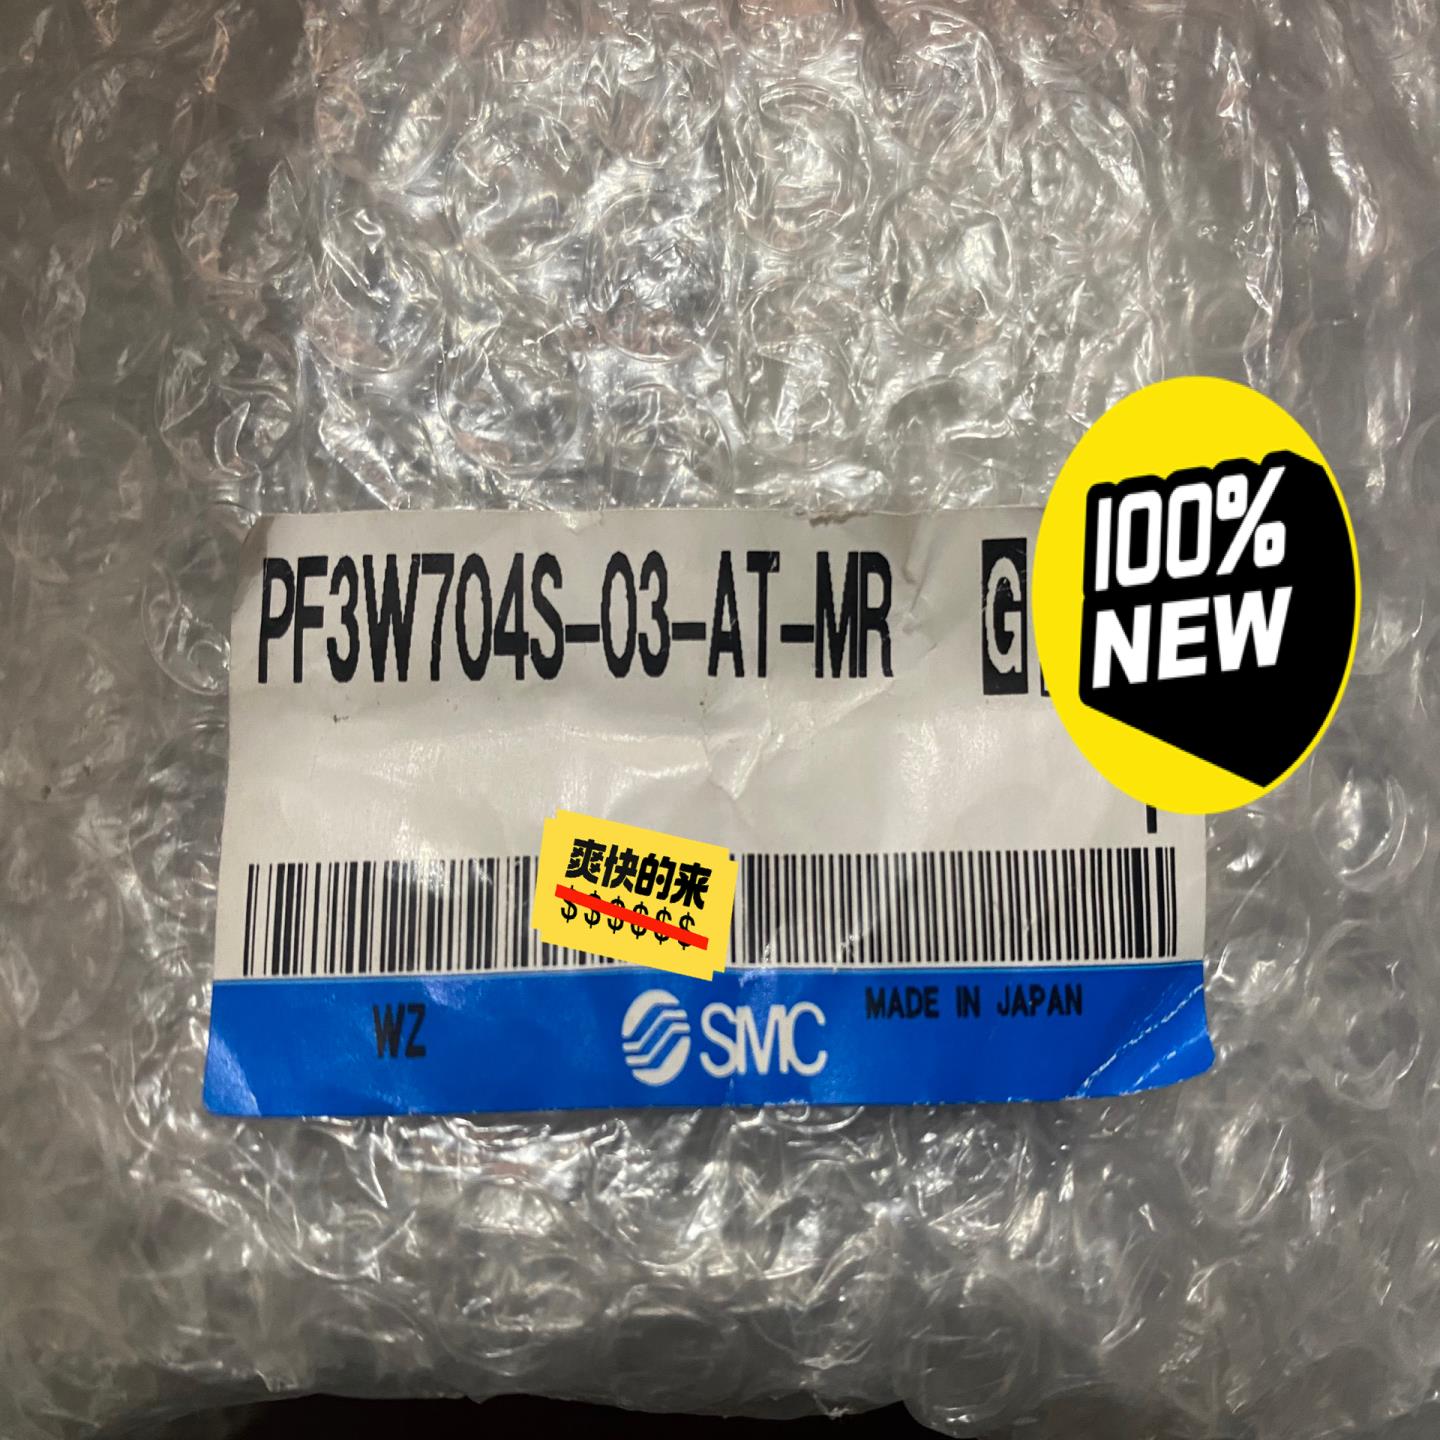 PF3W704S-03-AT-MR G
100%
NEW
爽快的来
$$$$$$
WZ
SMC
MADE IN JAPAN